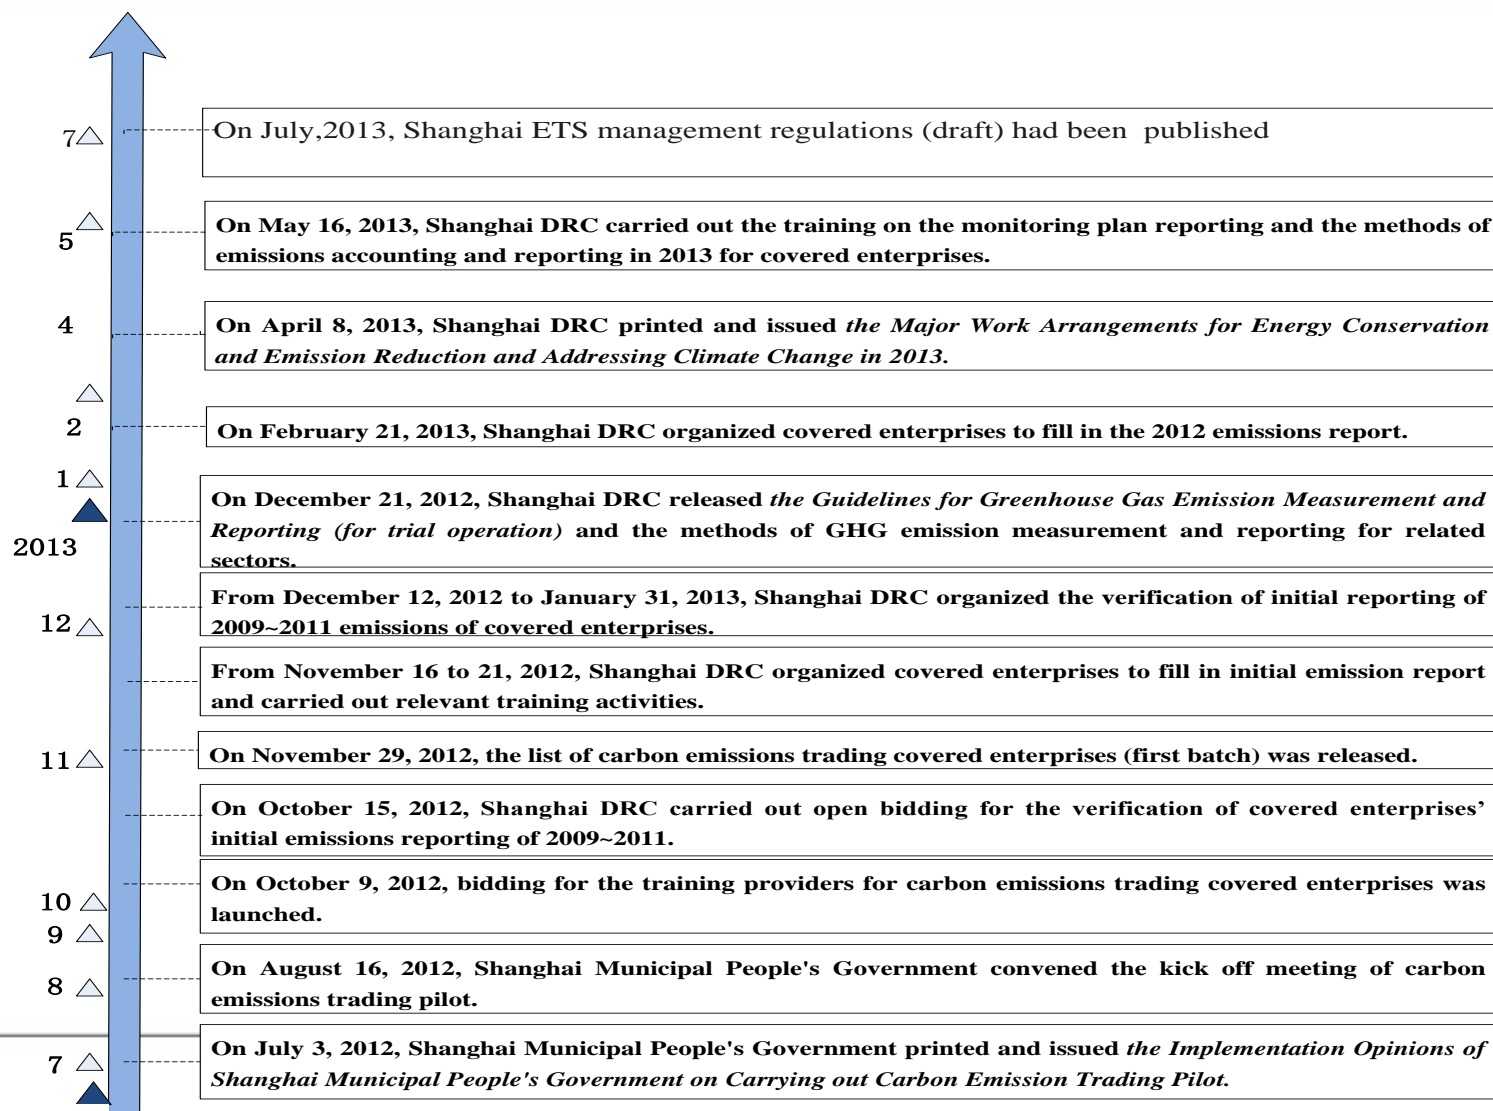 7
On July,2013, Shanghai ETS management regulations (draft) had been published
5
On May 16, 2013, Shanghai DRC carried out the training on the monitoring plan reporting and the methods of
emissions accounting and reporting in 2013 for covered enterprises.
4
On April 8, 2013, Shanghai DRC printed and issued the Major Work Arrangements for Energy Conservation
and Emission Reduction and Addressing Climate Change in 2013.
2
On February 21, 2013, Shanghai DRC organized covered enterprises to fill in the 2012 emissions report.
1
On December 21, 2012, Shanghai DRC released the Guidelines for Greenhouse Gas Emission Measurement and
Reporting (for trial operation) and the methods of GHG emission measurement and reporting for related
sectors.
2013
From December 12, 2012 to January 31, 2013, Shanghai DRC organized the verification of initial reporting of
2009~2011 emissions of covered enterprises.
12
From November 16 to 21, 2012, Shanghai DRC organized covered enterprises to fill in initial emission report
and carried out relevant training activities.
11
On November 29, 2012, the list of carbon emissions trading covered enterprises (first batch) was released.
On October 15, 2012, Shanghai DRC carried out open bidding for the verification of covered enterprises’
initial emissions reporting of 2009~2011.
On October 9, 2012, bidding for the training providers for carbon emissions trading covered enterprises was
launched.
10
9
On August 16, 2012, Shanghai Municipal People's Government convened the kick off meeting of carbon
emissions trading pilot.
8
7
On July 3, 2012, Shanghai Municipal People's Government printed and issued the Implementation Opinions of
Shanghai Municipal People's Government on Carrying out Carbon Emission Trading Pilot.